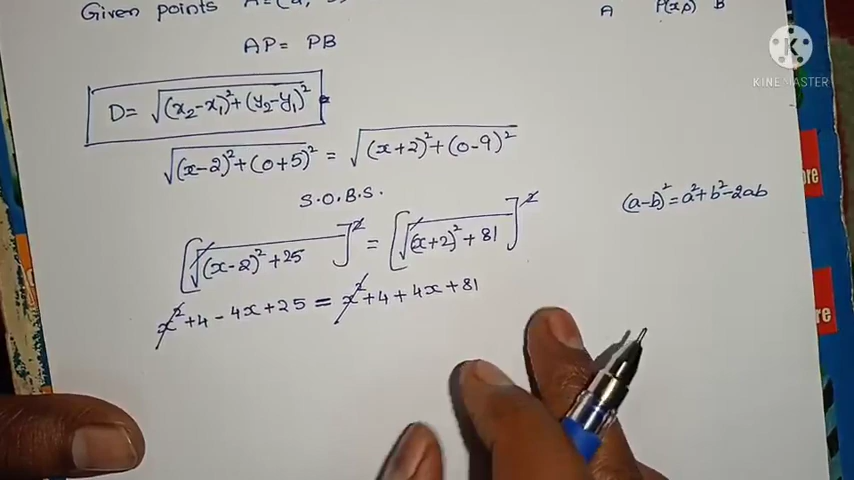 Given points A=(2,
A P(x,0) B
AP = PB
D= √(x₂-x₁)²+(y₂-y₁)²
√(x-2)²+(0+5)² = √(x+2)²+(0-9)²
S.O.B.S.
(a-b)²=a²+b²-2ab
[√(x-2)²+25]² = [√(x+2)²+81]²
x²+4-4x+25 = x²+4+4x+81
KINEMASTER